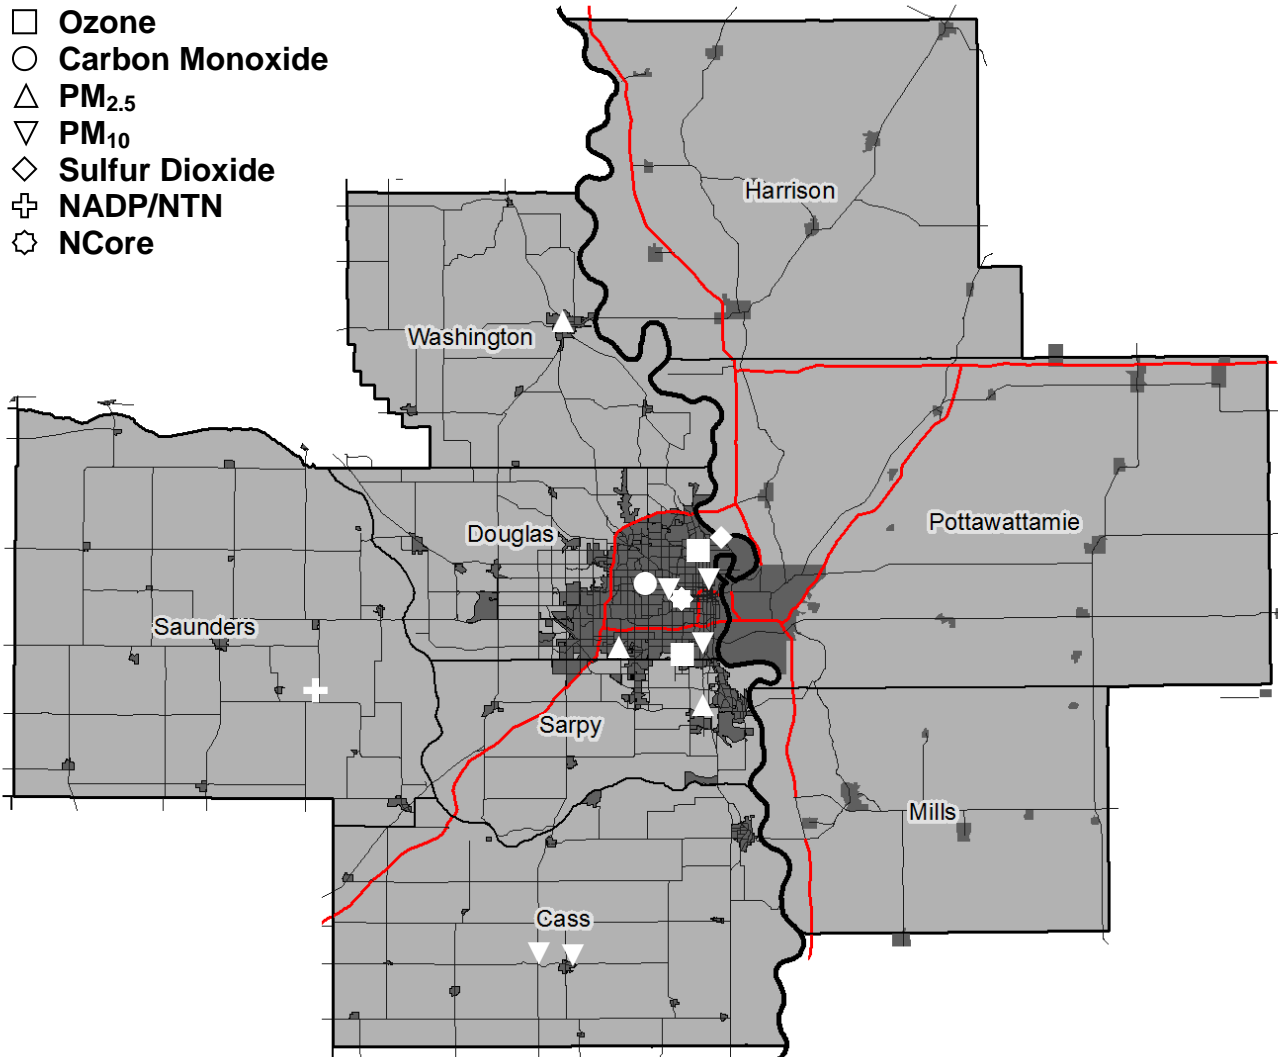 Ozone
Carbon Monoxide
PM2.5
PM10
Sulfur Dioxide
NADP/NTN
NCore
Harrison
Washington
Pottawattamie
Douglas
Saunders
Sarpy
Mills
Cass